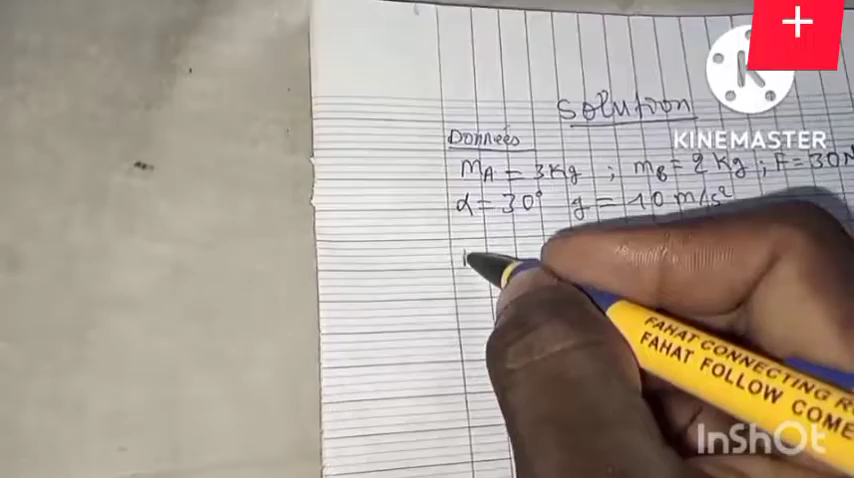 Solution
KINEMASTER
Données
mA = 3Kg ; mB = 2 Kg ; F = 30N
α = 30° g = 10 m/s²
FAHAT CONNECTING
FAHAT FOLLOW COME
InShOt